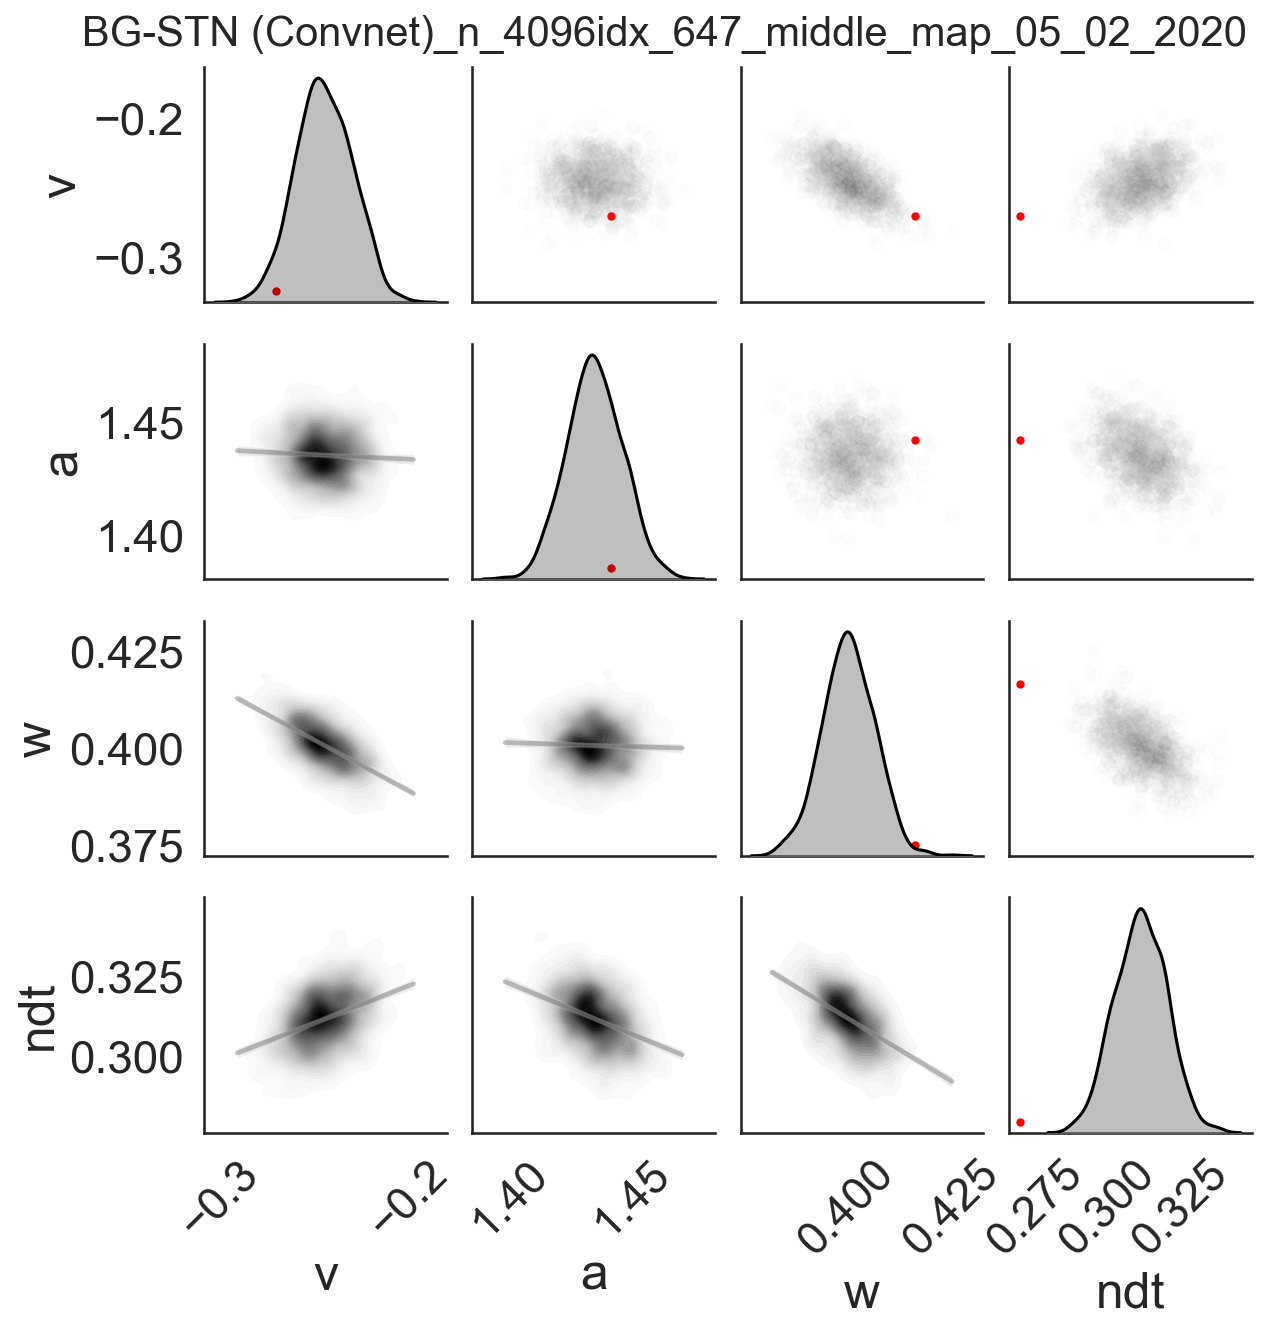 BG-STN (Convnet)_n_4096idx_647_middle_map_05_02_2020
−0.2
v
−0.3
1.45
a
1.40
0.425
w
0.400
0.375
0.325
ndt
0.300
−0.3 −0.2 1.40 1.45 0.400 0.425 0.275 0.300 0.325
v a w ndt